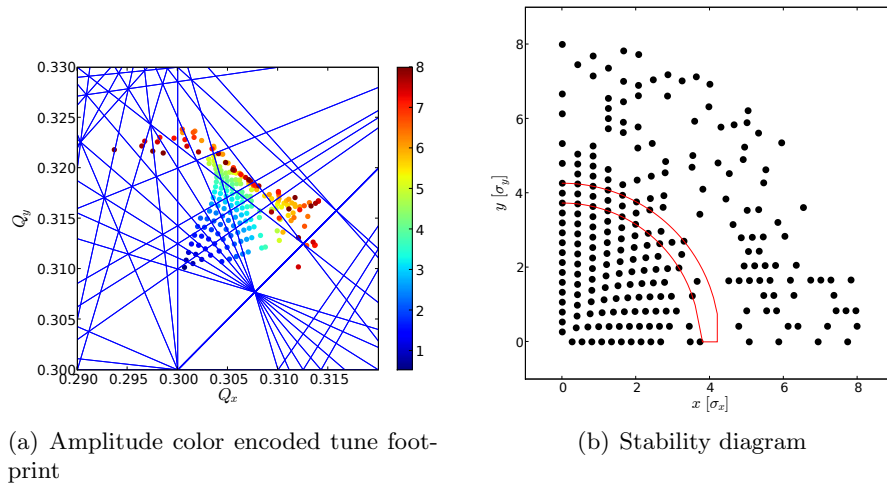 0.330
0.325
0.320
0.315
0.310
0.305
0.300
Q_y
0.290 0.295 0.300 0.305 0.310 0.315
Q_x
8
7
6
5
4
3
2
1
8
6
4
2
0
y [σ_y]
0 2 4 6 8
x [σ_x]
(a) Amplitude color encoded tune foot-
print
(b) Stability diagram